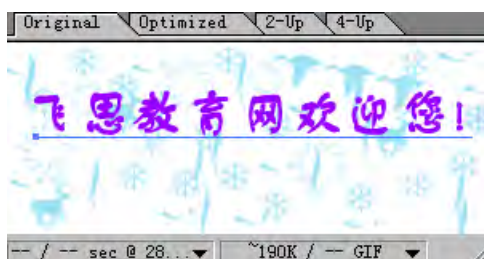 Original Optimized 2-Up 4-Up
飞思教育网欢迎您!
-- / -- sec @ 28... ~190K / -- GIF